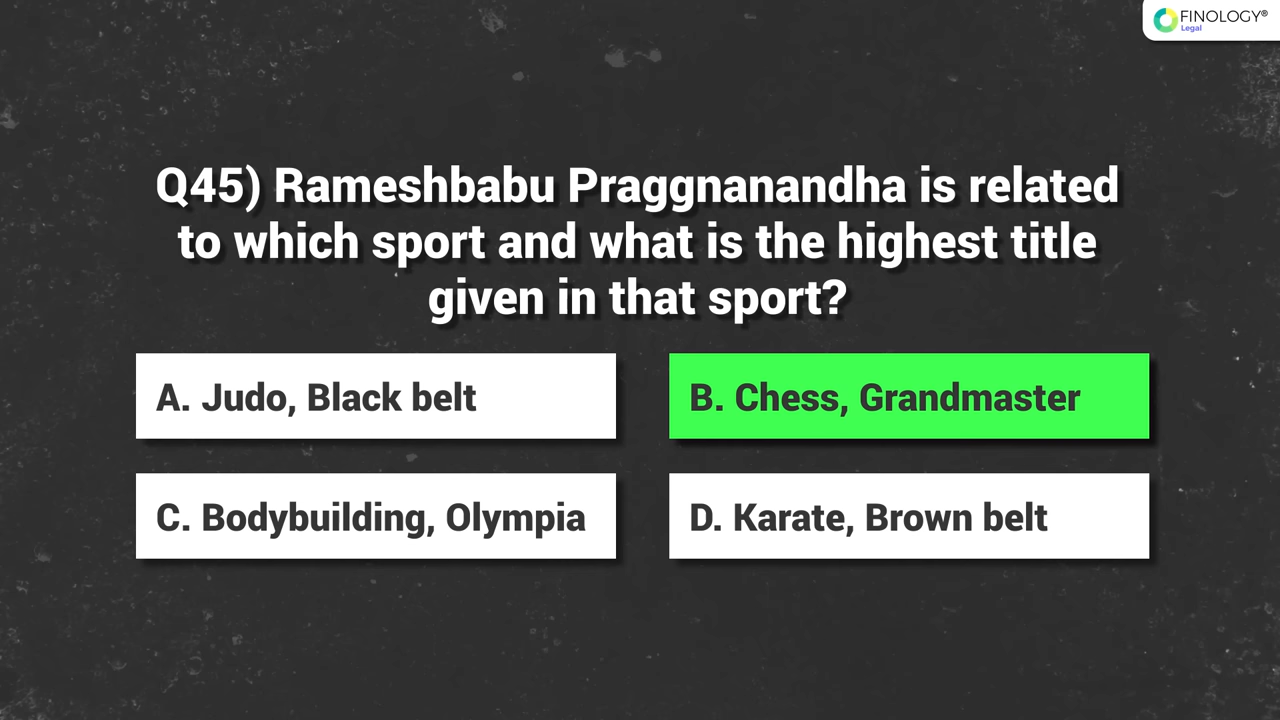 FINOLOGY®
Legal
Q45) Rameshbabu Praggnanandha is related
to which sport and what is the highest title
given in that sport?
A. Judo, Black belt
B. Chess, Grandmaster
C. Bodybuilding, Olympia
D. Karate, Brown belt